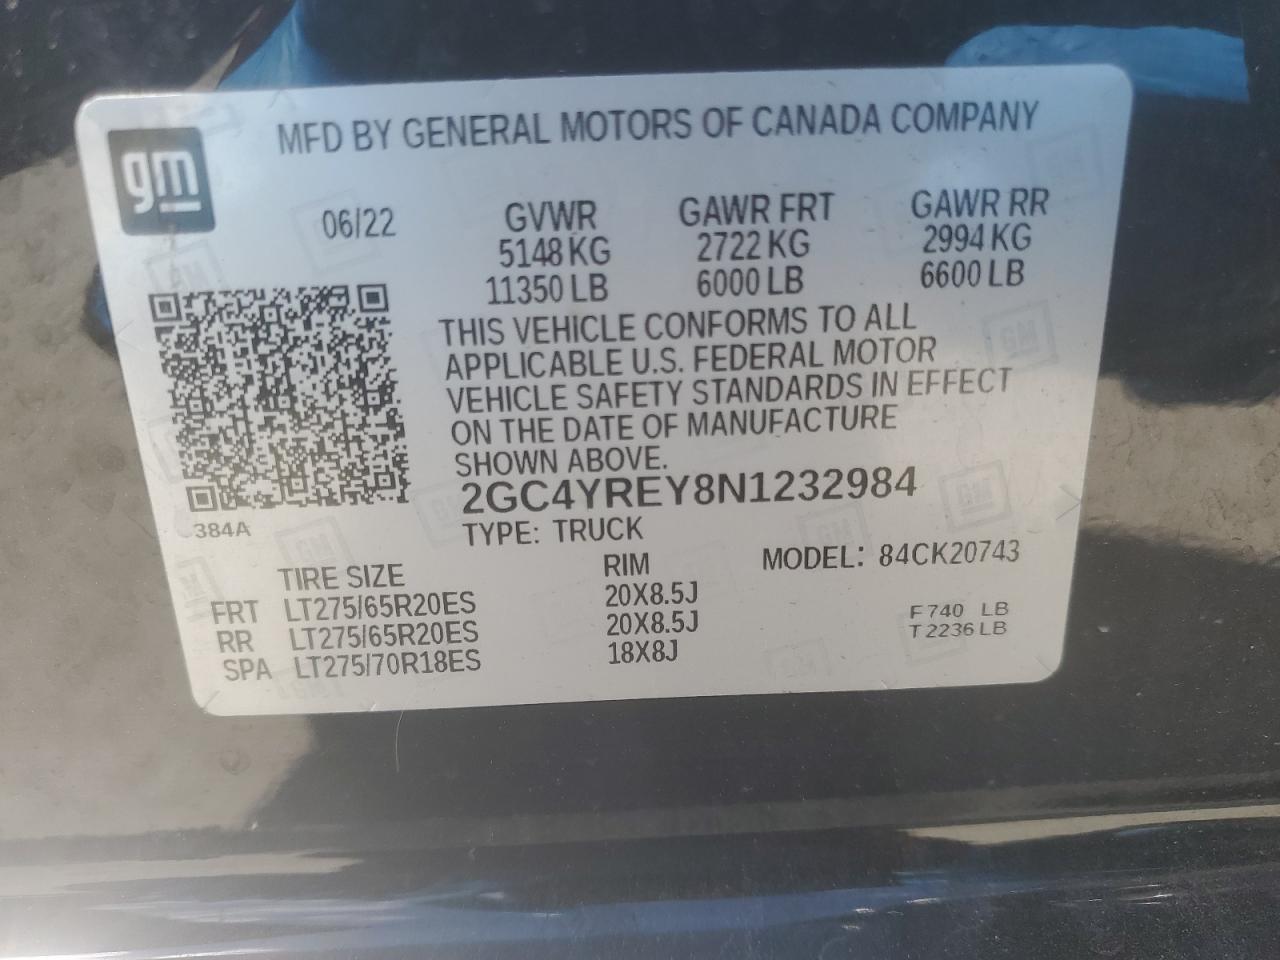 gm
MFD BY GENERAL MOTORS OF CANADA COMPANY
06/22
GVWR GAWR FRT GAWR RR
5148 KG 2722 KG 2994 KG
11350 LB 6000 LB 6600 LB
THIS VEHICLE CONFORMS TO ALL
APPLICABLE U.S. FEDERAL MOTOR
VEHICLE SAFETY STANDARDS IN EFFECT
ON THE DATE OF MANUFACTURE
SHOWN ABOVE.
2GC4YREY8N1232984
384A
TYPE: TRUCK
TIRE SIZE RIM MODEL: 84CK20743
FRT LT275/65R20ES 20X8.5J
RR LT275/65R20ES 20X8.5J
SPA LT275/70R18ES 18X8J
F 740 LB
T 2236 LB